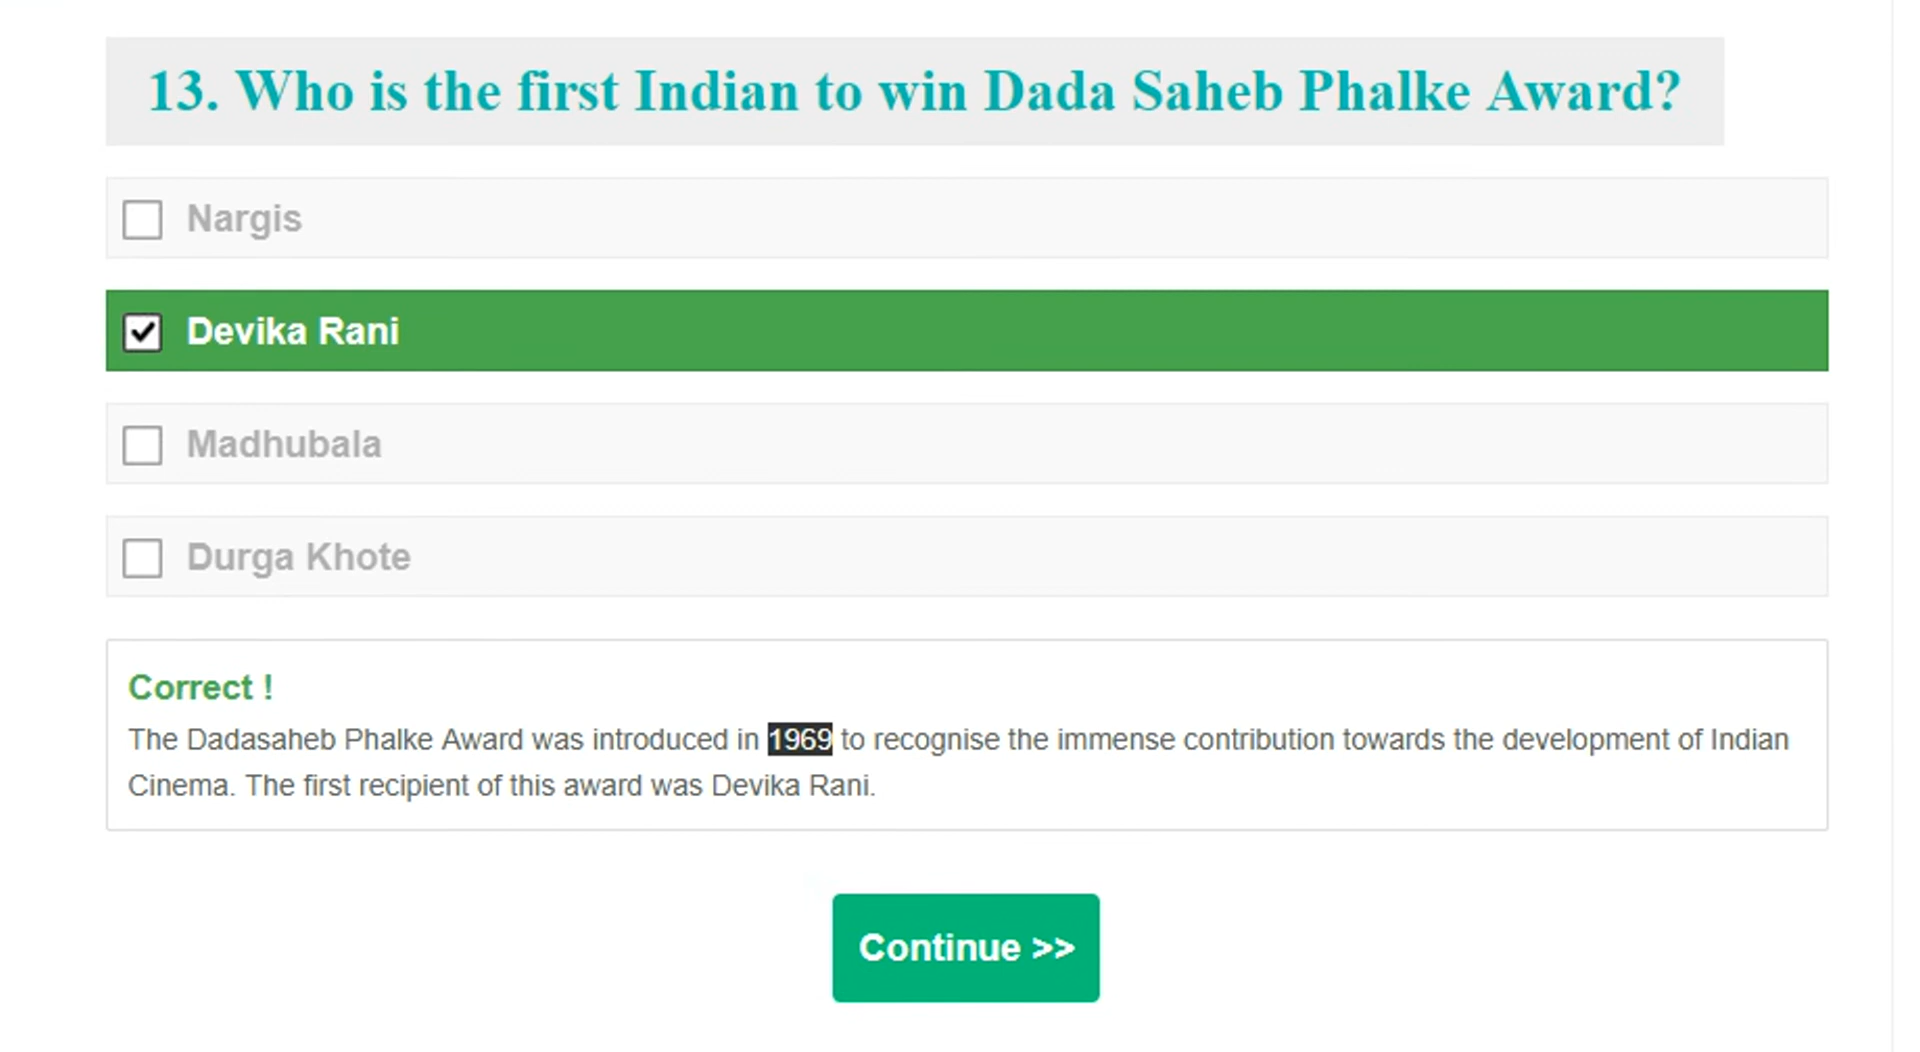 13. Who is the first Indian to win Dada Saheb Phalke Award?
Nargis
Devika Rani
Madhubala
Durga Khote
Correct !
The Dadasaheb Phalke Award was introduced in 1969 to recognise the immense contribution towards the development of Indian
Cinema. The first recipient of this award was Devika Rani.
Continue >>